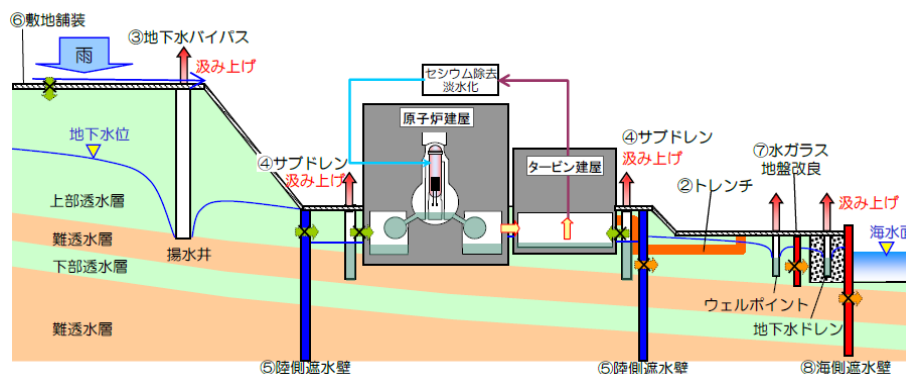 ⑥敷地舗装
雨
③地下水バイパス
汲み上げ
セシウム除去
淡水化
原子炉建屋
地下水位
④サブドレン
汲み上げ
タービン建屋
④サブドレン
汲み上げ
⑦水ガラス
地盤改良
②トレンチ
汲み上げ
海水面
上部透水層
難透水層
揚水井
下部透水層
難透水層
ウェルポイント
地下水ドレン
⑤陸側遮水壁
⑤陸側遮水壁
⑧海側遮水壁